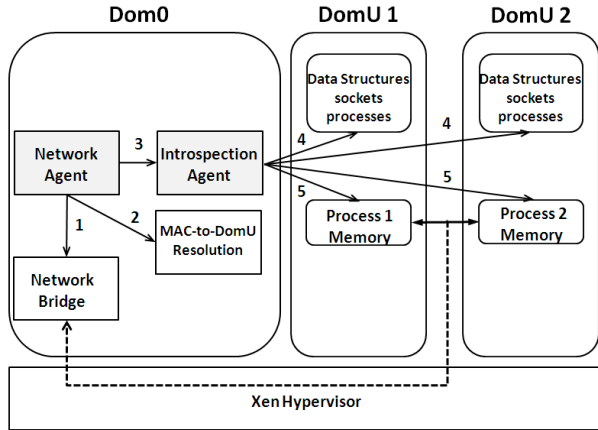 Dom0
DomU 1
DomU 2
Data Structures
sockets
processes
Data Structures
sockets
processes
4
4
3
Network
Agent
Introspection
Agent
5
5
1
2
MAC-to-DomU
Resolution
Process 1
Memory
Process 2
Memory
Network
Bridge
Xen Hypervisor